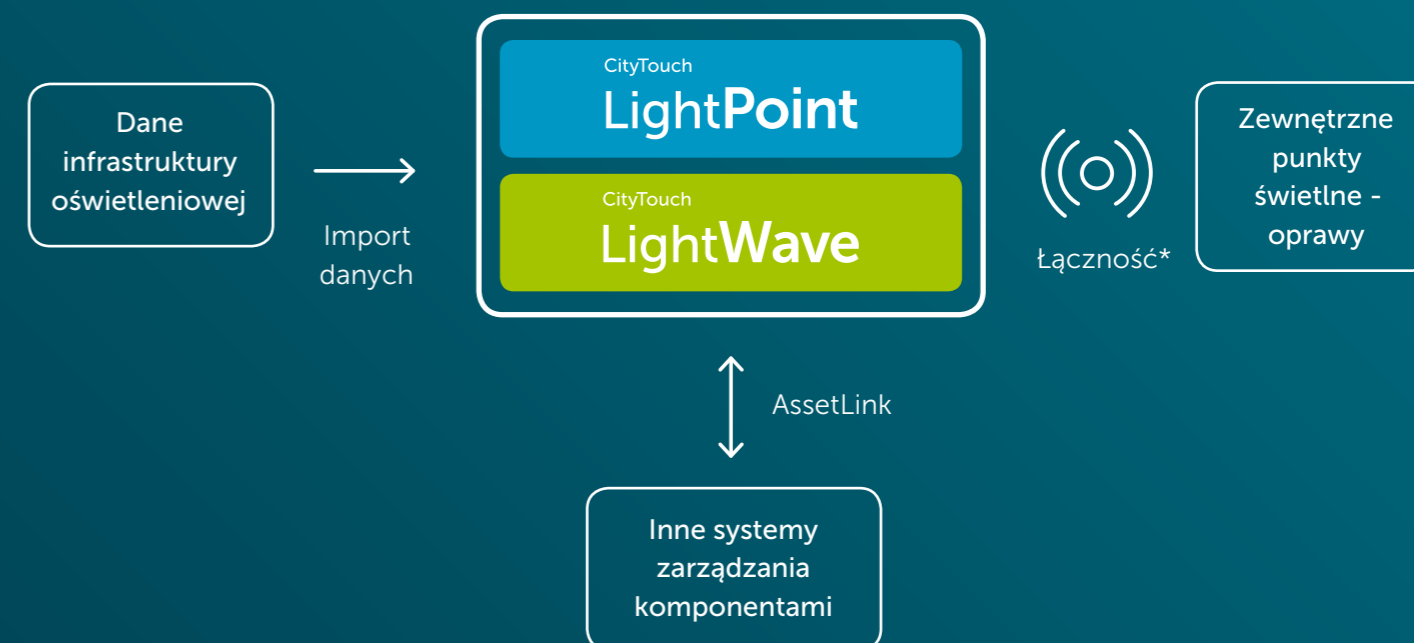 Dane
infrastruktury
oświetleniowej
Import
danych
CityTouch
LightPoint
CityTouch
LightWave
Łączność*
Zewnętrzne
punkty
świetlne -
oprawy
AssetLink
Inne systemy
zarządzania
komponentami